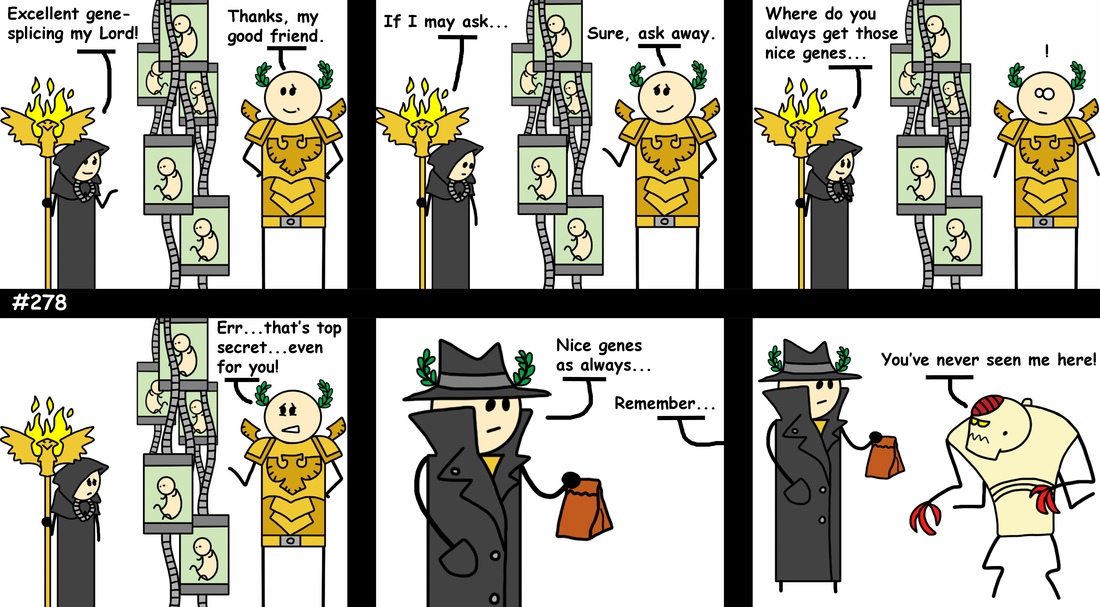 Excellent gene-
splicing my Lord!
Thanks, my
good friend.
If I may ask...
Sure, ask away.
Where do you
always get those
nice genes...
!
#278
Err...that's top
secret...even
for you!
Nice genes
as always...
Remember...
You've never seen me here!